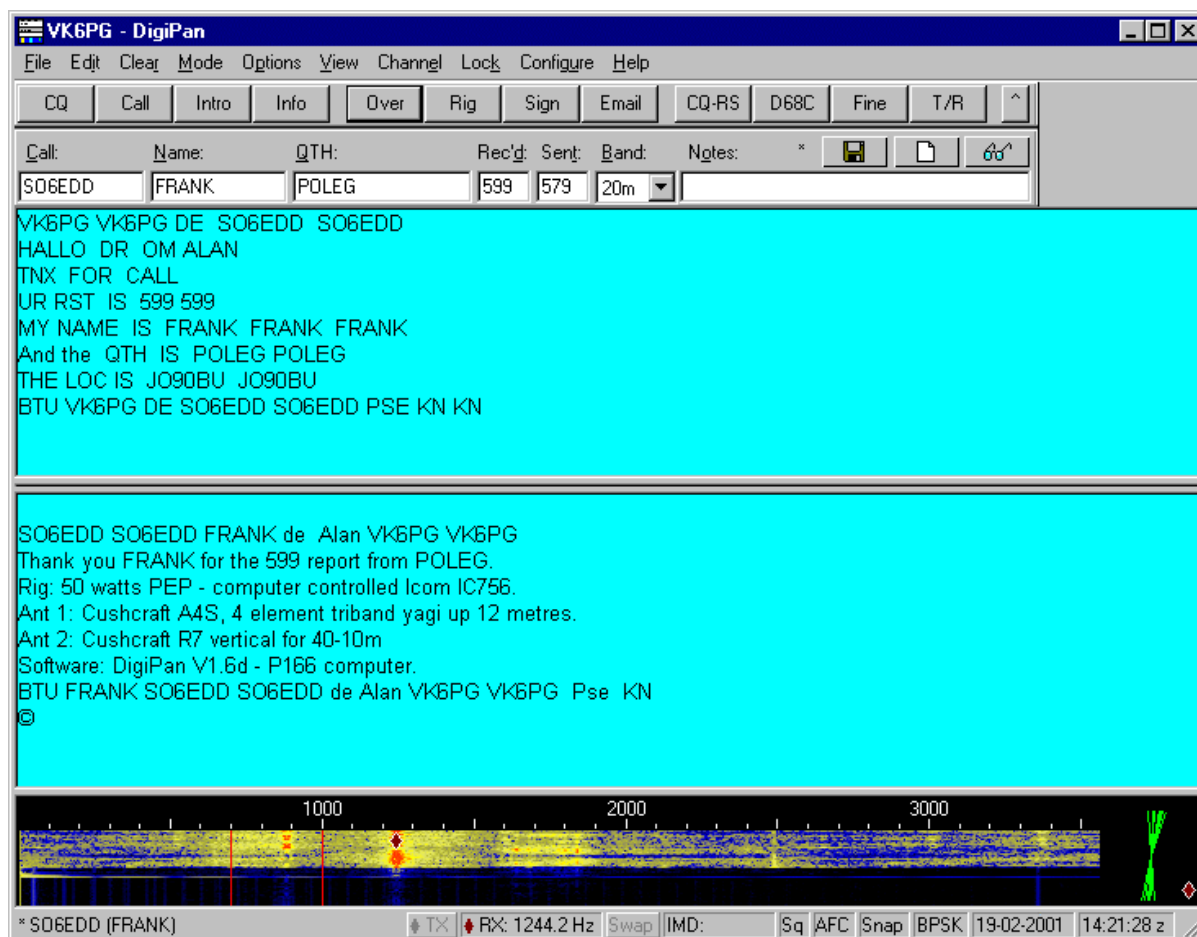 VK6PG - DigiPan
File Edit Clear Mode Options View Channel Lock Configure Help
CQ Call Intro Info Over Rig Sign Email CQ-RS D68C Fine T/R ^
Call: Name: QTH: Rec'd: Sent: Band: Notes: *
SO6EDD FRANK POLEG 599 579 20m
VK6PG VK6PG DE SO6EDD SO6EDD
HALLO DR OM ALAN
TNX FOR CALL
UR RST IS 599 599
MY NAME IS FRANK FRANK FRANK
And the QTH IS POLEG POLEG
THE LOC IS JO90BU JO90BU
BTU VK6PG DE SO6EDD SO6EDD PSE KN KN
SO6EDD SO6EDD FRANK de Alan VK6PG VK6PG
Thank you FRANK for the 599 report from POLEG.
Rig: 50 watts PEP - computer controlled Icom IC756.
Ant 1: Cushcraft A4S, 4 element triband yagi up 12 metres.
Ant 2: Cushcraft R7 vertical for 40-10m
Software: DigiPan V1.6d - P166 computer.
BTU FRANK SO6EDD SO6EDD de Alan VK6PG VK6PG Pse KN
©
1000 2000 3000
* SO6EDD (FRANK) TX RX: 1244.2 Hz Swap IMD: Sq AFC Snap BPSK 19-02-2001 14:21:28 z